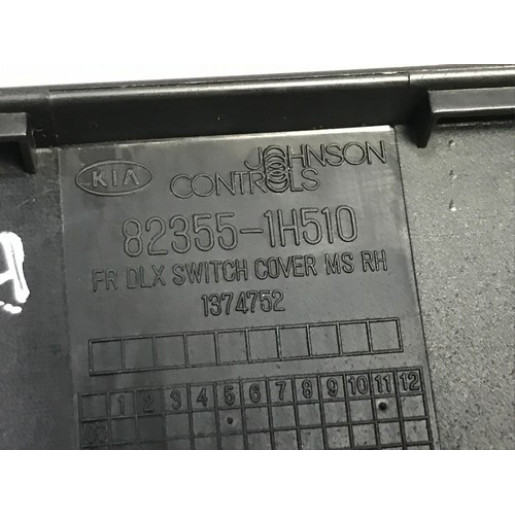 KIA JOHNSON
CONTROLS
82355-1H510
FR DLX SWITCH COVER MS RH
1374752
1 2 3 4 5 6 7 8 9 10 11 12